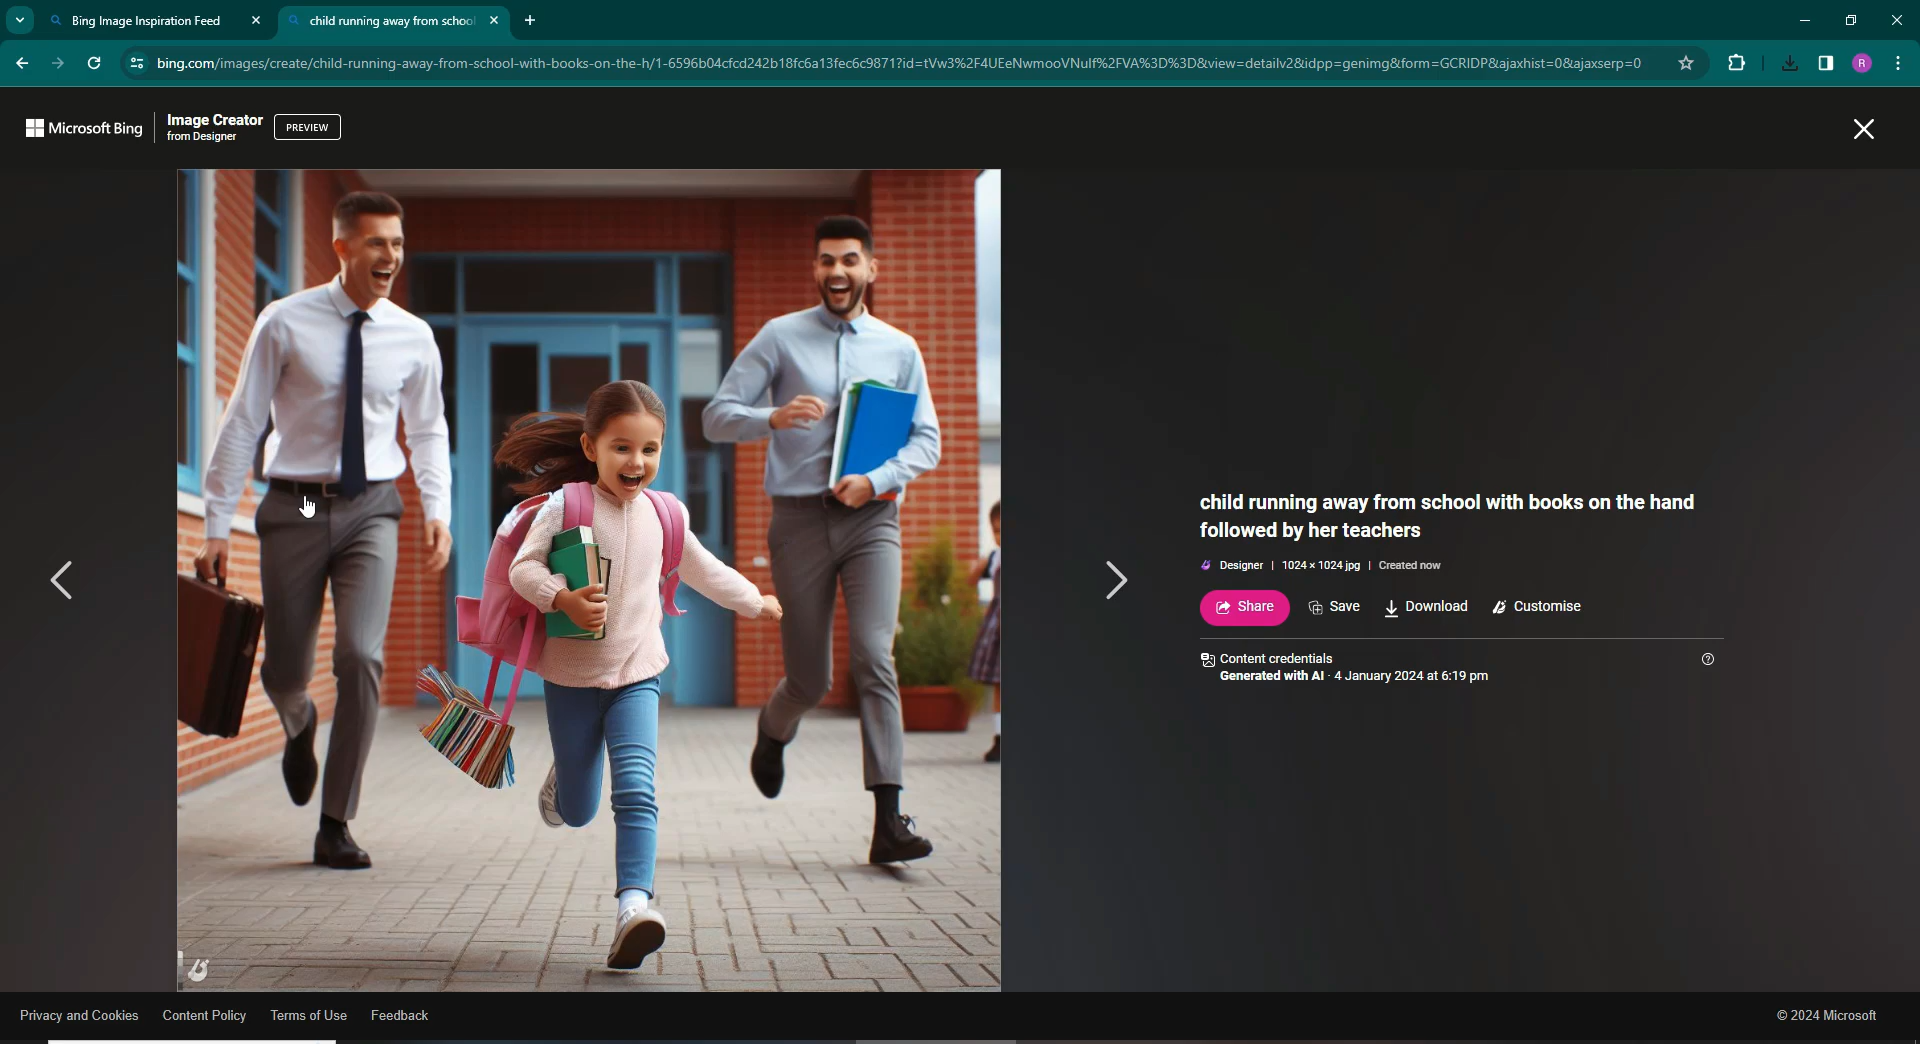 Bing Image Inspiration Feed
child running away from school
bing.com/images/create/child-running-away-from-school-with-books-on-the-h/1-6596b04cfcd242b18fc6a13fec6c9871?id=tVw3%2F4UEeNwmooVNulf%2FVA%3D%3D&view=detailv2&idpp=genimg&form=GCRIDP&ajaxhist=0&ajaxserp=0
R
Microsoft Bing
Image Creator
from Designer
PREVIEW
child running away from school with books on the hand
followed by her teachers
Designer | 1024 × 1024 jpg | Created now
Share Save Download Customise
Content credentials
Generated with AI · 4 January 2024 at 6:19 pm
Privacy and Cookies Content Policy Terms of Use Feedback
© 2024 Microsoft